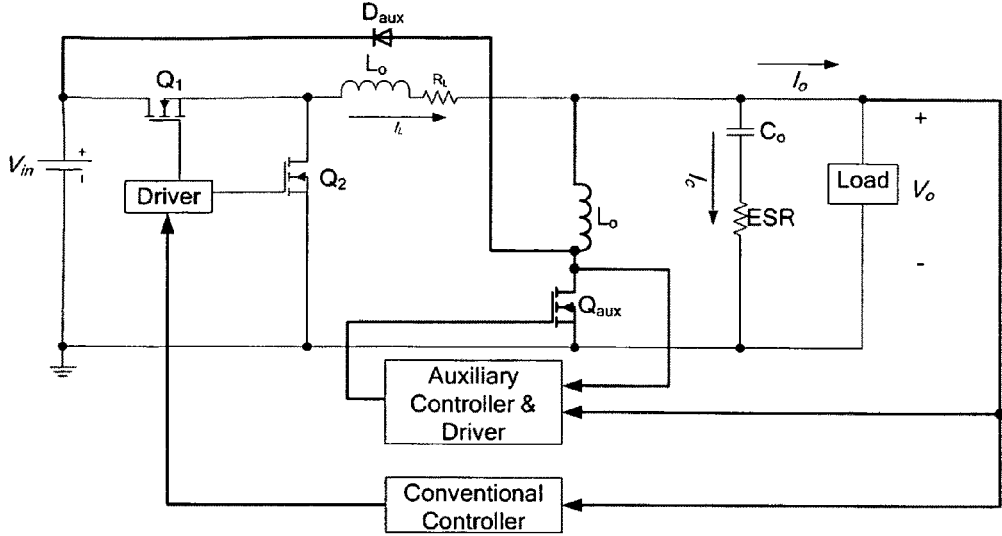 Daux
Lo
RL
Io
Q1
IL
+
Co
Vin
+
-
Q2
IC
Driver
Load
Vo
ESR
Lo
-
Qaux
Auxiliary
Controller &
Driver
Conventional
Controller